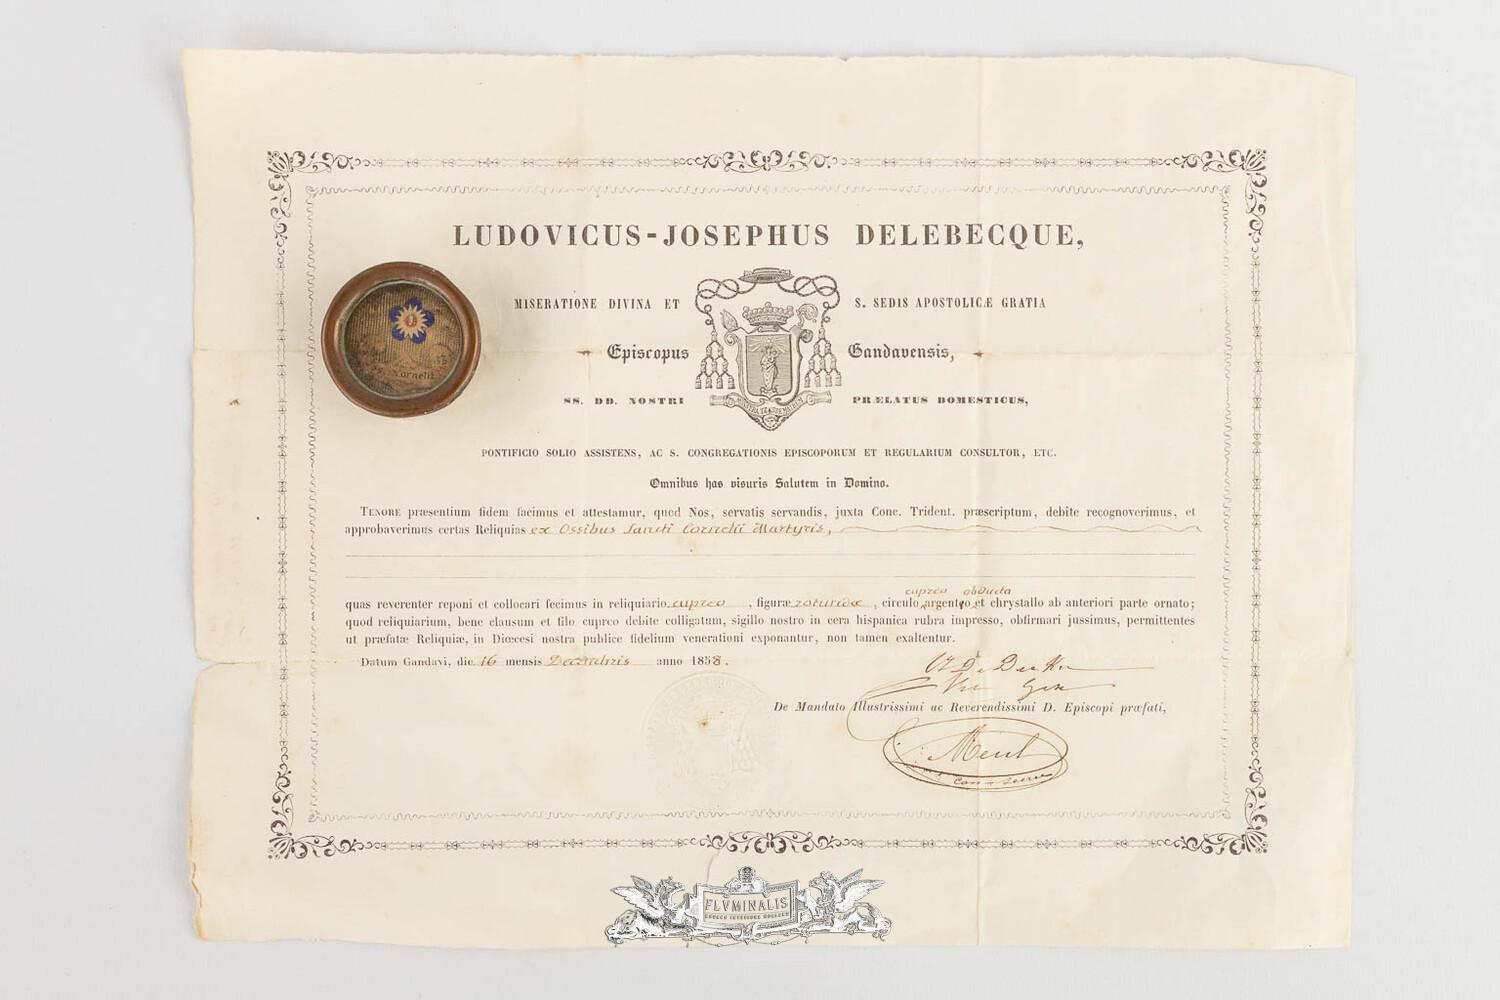 LUDOVICUS-JOSEPHUS DELEBECQUE,
MISERATIONE DIVINA ET S. SEDIS APOSTOLICÆ GRATIA
Episcopus Gandavensis,
SS. DD. NOSTRI PRÆLATUS DOMESTICUS,
PONTIFICIO SOLIO ASSISTENS, AC S. CONGREGATIONIS EPISCOPORUM ET REGULARIUM CONSULTOR, ETC.
Omnibus has visuris Salutem in Domino.
TENORE præsentium fidem facimus et attestamur, quod Nos, servatis servandis, juxta Conc. Trident. præscriptum, debite recognoverimus, et
approbaverimus certas Reliquias ex Ossibus Sancti Cornelii Martyris,
cupreo obducta
quas reverenter reponi et collocari fecimus in reliquiario cupreo, figuræ rotundæ, circulo argenteo et chrystallo ab anteriori parte ornato;
quod reliquiarium, bene clausum et filo cupreo debite colligatum, sigillo nostro in cera hispanica rubra impresso, obfirmari jussimus, permittentes
ut præfatæ Reliquiæ, in Diœcesi nostra publice fidelium venerationi exponantur, non tamen exaltentur.
Datum Gandavi, die 16 mensis Decembris anno 1858.
De Mandato Illustrissimi ac Reverendissimi D. Episcopi præfati,
FLVMINALIS